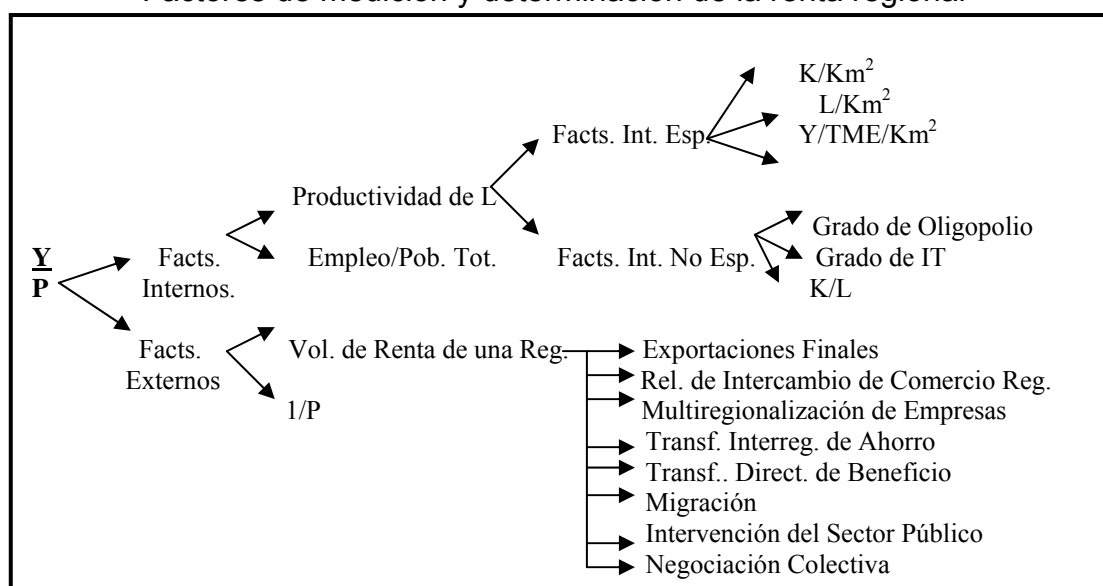 Factores de medición y determinación de la renta regional
K/Km²
L/Km²
Facts. Int. Esp. Y/TME/Km²
Productividad de L
Grado de Oligopolio
Y Facts. Empleo/Pob. Tot. Facts. Int. No Esp. Grado de IT
P Internos. K/L
Facts. Vol. de Renta de una Reg. Exportaciones Finales
Externos Rel. de Intercambio de Comercio Reg.
1/P Multiregionalización de Empresas
Transf. Interreg. de Ahorro
Transf.. Direct. de Beneficio
Migración
Intervención del Sector Público
Negociación Colectiva